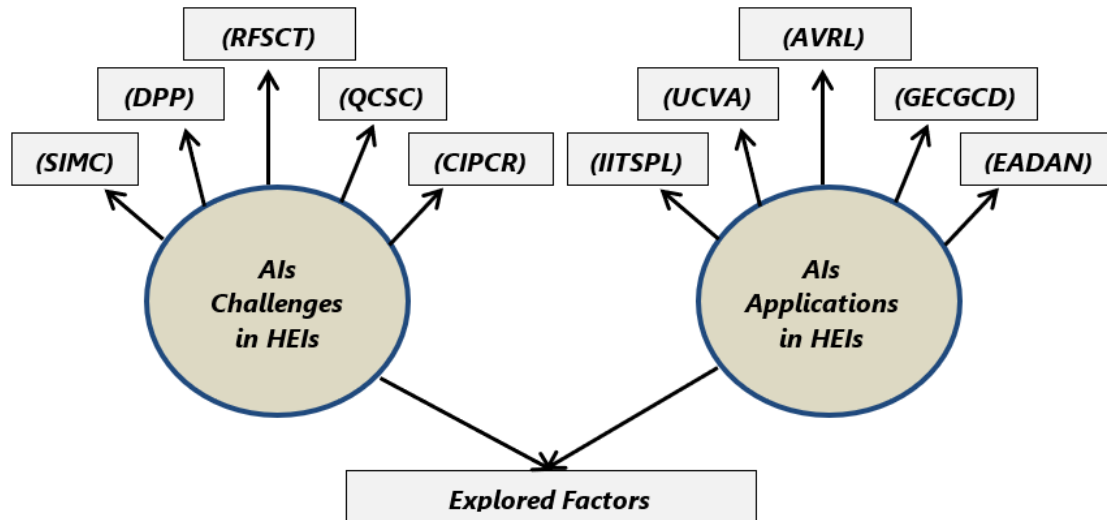 (RFSCT)
(DPP)
(QCSC)
(SIMC)
(CIPCR)
AIs
Challenges
in HEIs
(AVRL)
(UCVA)
(GECGCD)
(IITSPL)
(EADAN)
AIs
Applications
in HEIs
Explored Factors